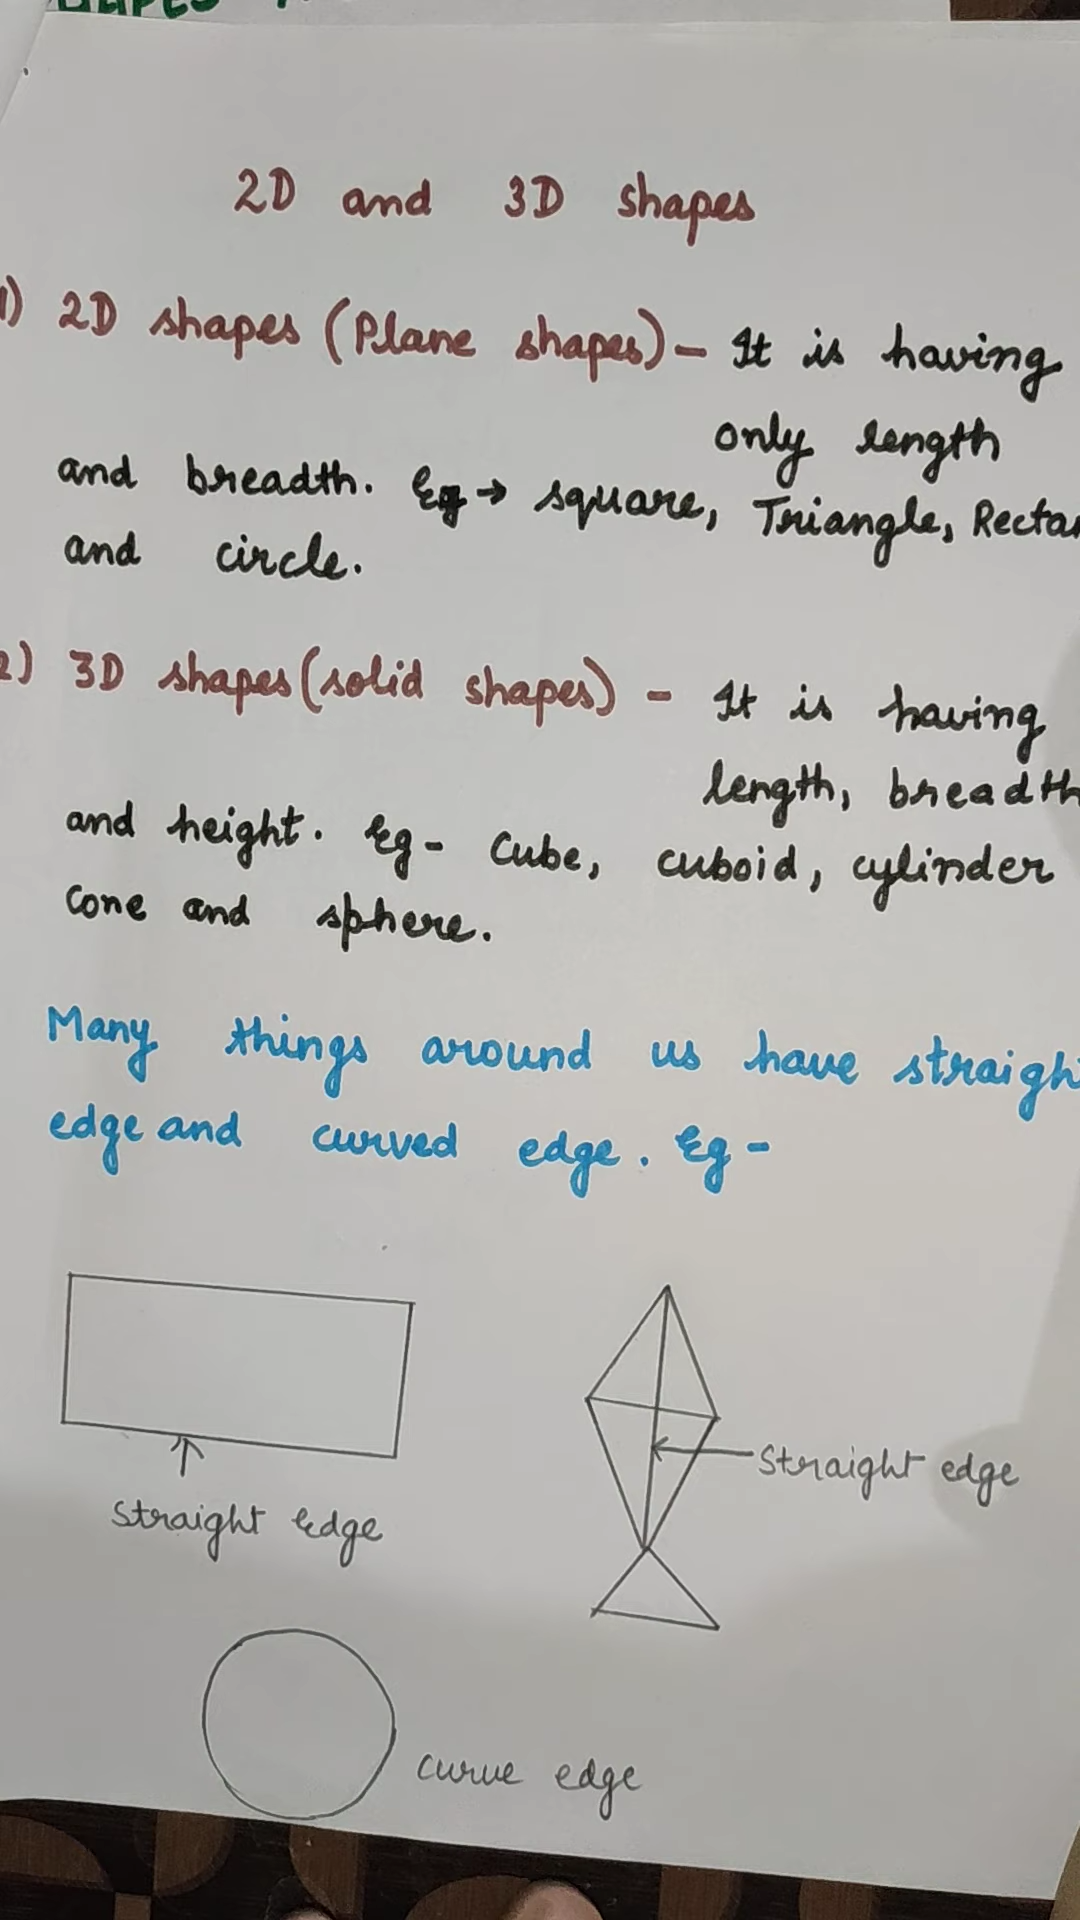 2D and 3D shapes
1) 2D shapes (Plane shapes) - It is having
only length
and breadth. Eg → square, Triangle,
and circle.
2) 3D shapes (solid shapes) - It is having
length, breadth
and height. Eg - Cube, cuboid, cylinder
Cone and sphere.
Many things around us have straigh
edge and curved edge. Eg -
Straight edge
Straight Edge
Curve edge